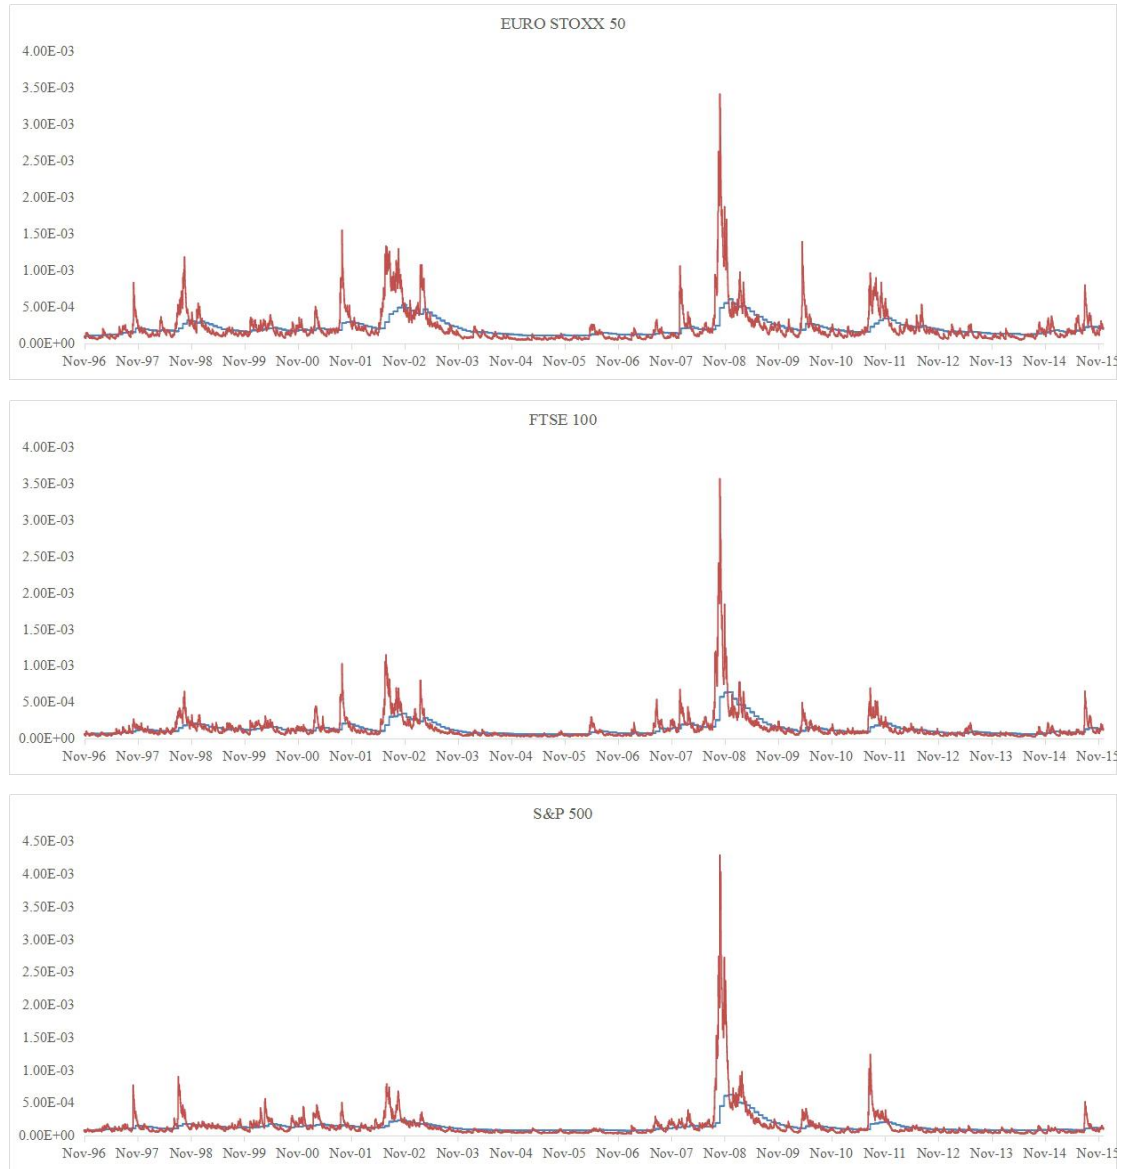 EURO STOXX 50
4.00E-03
3.50E-03
3.00E-03
2.50E-03
2.00E-03
1.50E-03
1.00E-03
5.00E-04
0.00E+00
Nov-96 Nov-97 Nov-98 Nov-99 Nov-00 Nov-01 Nov-02 Nov-03 Nov-04 Nov-05 Nov-06 Nov-07 Nov-08 Nov-09 Nov-10 Nov-11 Nov-12 Nov-13 Nov-14 Nov-15
FTSE 100
4.00E-03
3.50E-03
3.00E-03
2.50E-03
2.00E-03
1.50E-03
1.00E-03
5.00E-04
0.00E+00
Nov-96 Nov-97 Nov-98 Nov-99 Nov-00 Nov-01 Nov-02 Nov-03 Nov-04 Nov-05 Nov-06 Nov-07 Nov-08 Nov-09 Nov-10 Nov-11 Nov-12 Nov-13 Nov-14 Nov-15
S&P 500
4.50E-03
4.00E-03
3.50E-03
3.00E-03
2.50E-03
2.00E-03
1.50E-03
1.00E-03
5.00E-04
0.00E+00
Nov-96 Nov-97 Nov-98 Nov-99 Nov-00 Nov-01 Nov-02 Nov-03 Nov-04 Nov-05 Nov-06 Nov-07 Nov-08 Nov-09 Nov-10 Nov-11 Nov-12 Nov-13 Nov-14 Nov-15